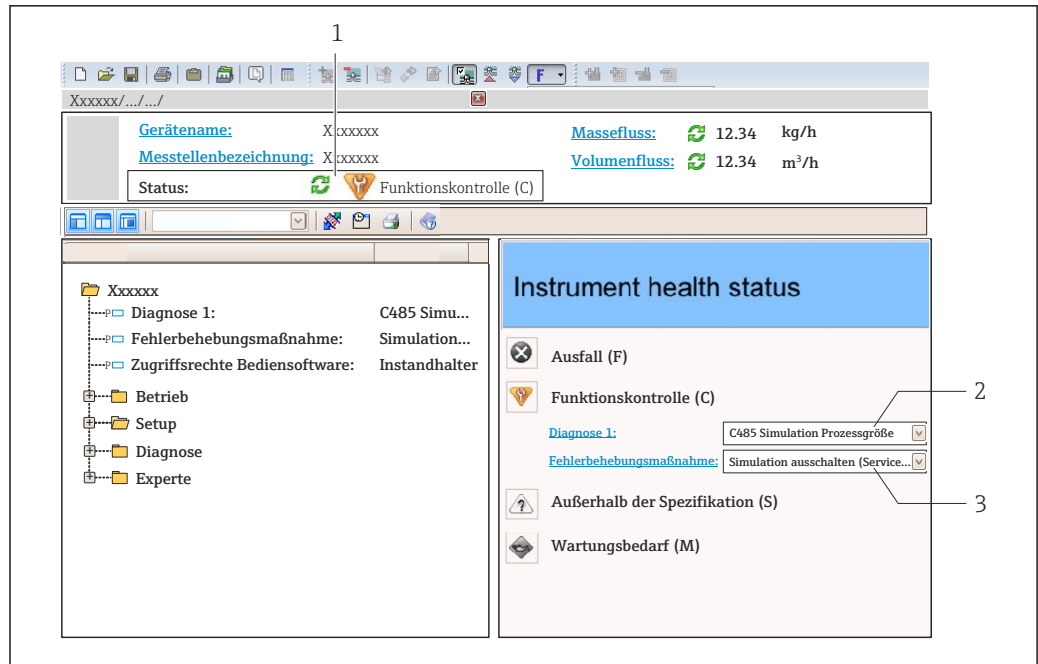 1
F
Xxxxxx/.../.../
Gerätename: Xxxxxxx Massefluss: 12.34 kg/h
Messstellenbezeichnung: Xxxxxxx Volumenfluss: 12.34 m³/h
Status: Funktionskontrolle (C)
Xxxxxx
Diagnose 1: C485 Simu...
Fehlerbehebungsmaßnahme: Simulation...
Zugriffsrechte Bediensoftware: Instandhalter
Betrieb
Setup
Diagnose
Experte
Instrument health status
Ausfall (F)
Funktionskontrolle (C)
2
Diagnose 1: C485 Simulation Prozessgröße
Fehlerbehebungsmaßnahme: Simulation ausschalten (Service...
3
Außerhalb der Spezifikation (S)
Wartungsbedarf (M)